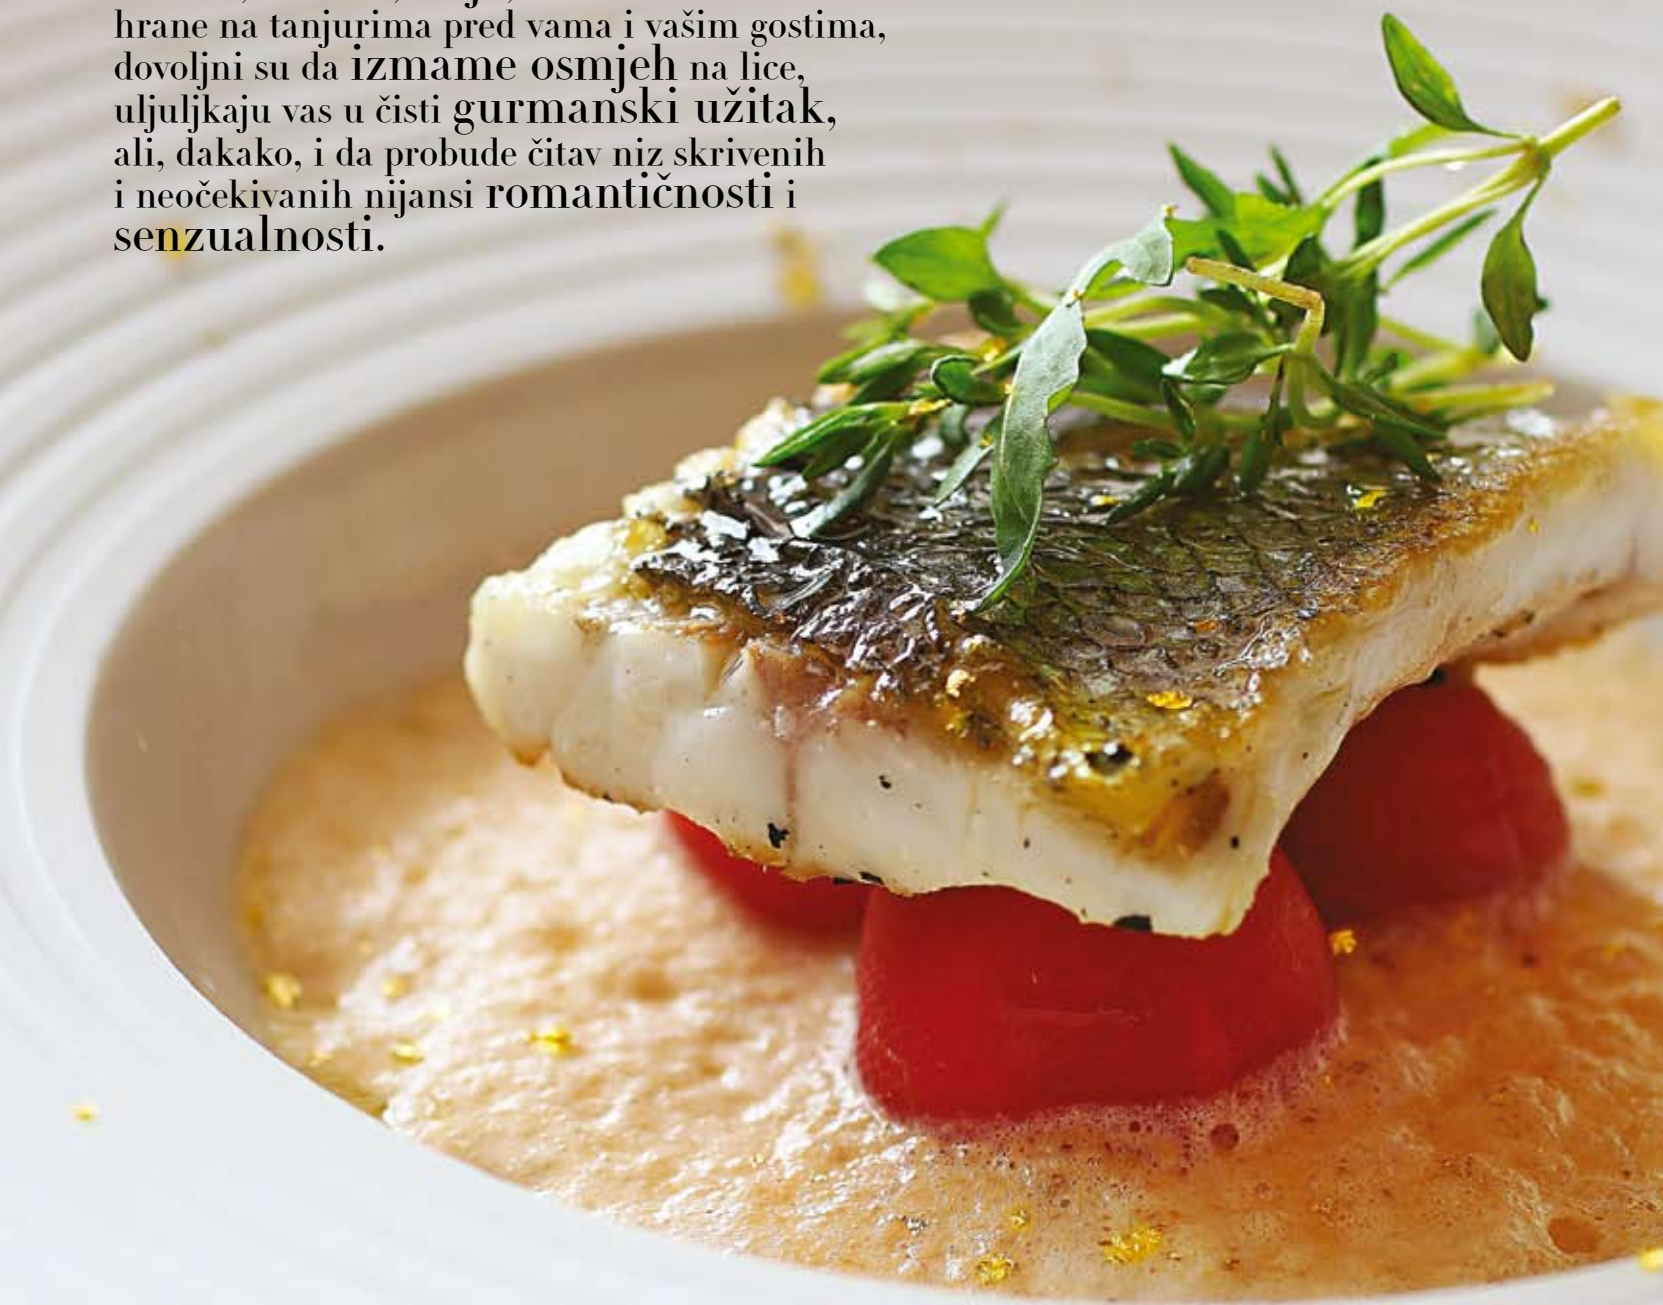 hrane na tanjurima pred vama i vašim gostima,
dovoljni su da izmame osmjeh na lice,
uljuljkaju vas u čisti gurmanski užitak,
ali, dakako, i da probude čitav niz skrivenih
i neočekivanih nijansi romantičnosti i
senzualnosti.